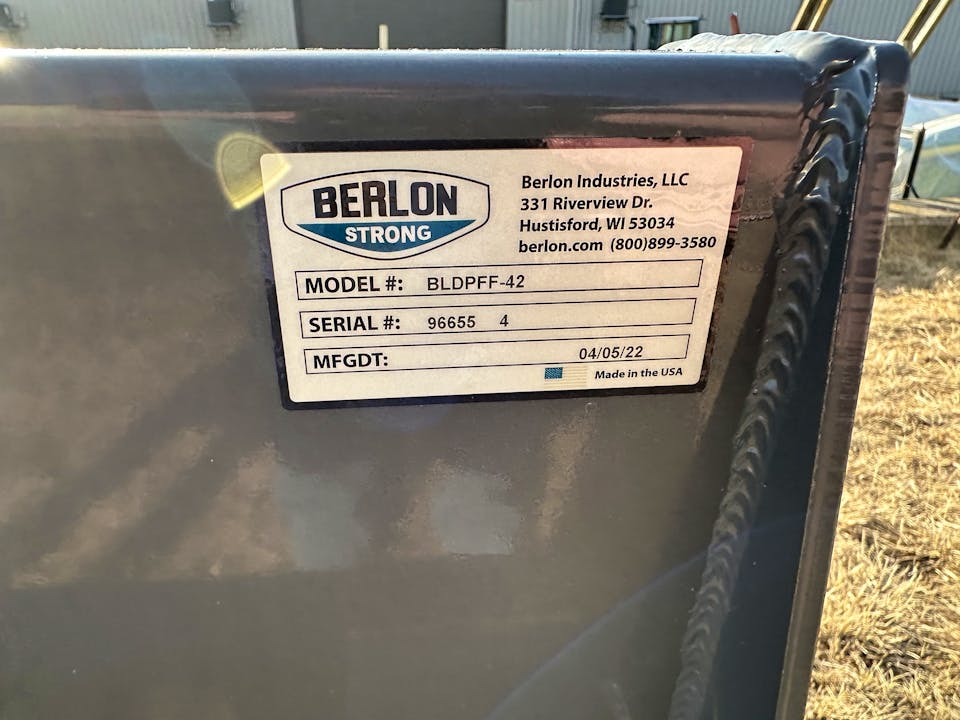 BERLON
STRONG
Berlon Industries, LLC
331 Riverview Dr.
Hustisford, WI 53034
berlon.com (800)899-3580
MODEL #: BLDPFF-42
SERIAL #: 96655 4
MFGDT: 04/05/22
Made in the USA